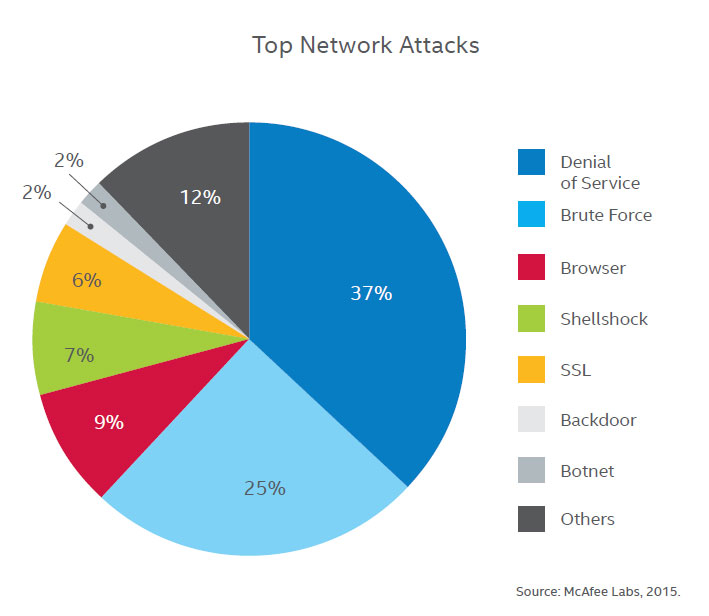 Top Network Attacks
2%
2%
12%
37%
6%
7%
9%
25%
Denial
of Service
Brute Force
Browser
Shellshock
SSL
Backdoor
Botnet
Others
Source: McAfee Labs, 2015.